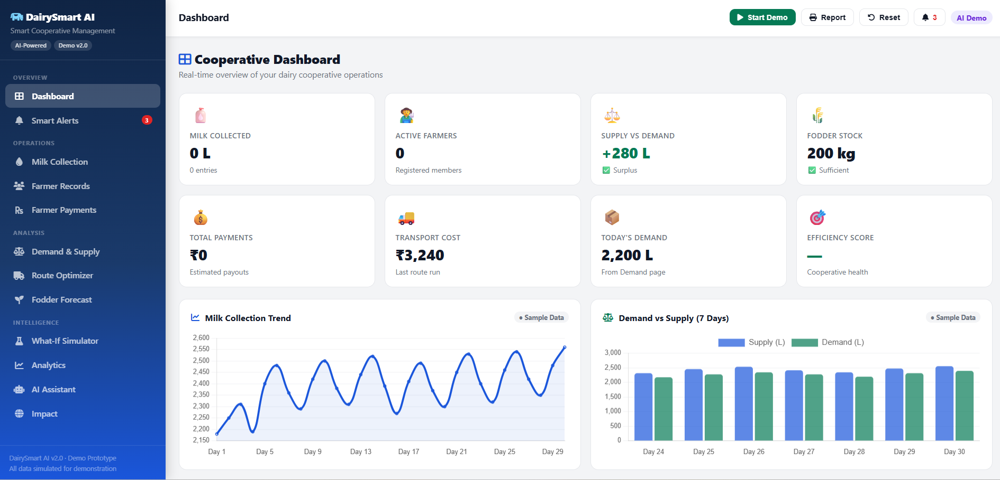 DairySmart AI
Smart Cooperative Management
AI-Powered Demo v2.0
OVERVIEW
Dashboard
Smart Alerts 3
OPERATIONS
Milk Collection
Farmer Records
₨ Farmer Payments
ANALYSIS
Demand & Supply
Route Optimizer
Fodder Forecast
INTELLIGENCE
What-If Simulator
Analytics
AI Assistant
Impact
DairySmart AI v2.0 · Demo Prototype
All data simulated for demonstration
Dashboard
Start Demo Report Reset 3 AI Demo
Cooperative Dashboard
Real-time overview of your dairy cooperative operations
MILK COLLECTED
0 L
0 entries
ACTIVE FARMERS
0
Registered members
SUPPLY VS DEMAND
+280 L
✅ Surplus
FODDER STOCK
200 kg
✅ Sufficient
TOTAL PAYMENTS
₹0
Estimated payouts
TRANSPORT COST
₹3,240
Last route run
TODAY'S DEMAND
2,200 L
From Demand page
EFFICIENCY SCORE
—
Cooperative health
Milk Collection Trend
● Sample Data
2,600
2,550
2,500
2,450
2,400
2,350
2,300
2,250
2,200
2,150
Day 1 Day 5 Day 9 Day 13 Day 17 Day 21 Day 25 Day 29
Demand vs Supply (7 Days)
● Sample Data
Supply (L) Demand (L)
3,000
2,500
2,000
1,500
1,000
500
0
Day 24 Day 25 Day 26 Day 27 Day 28 Day 29 Day 30